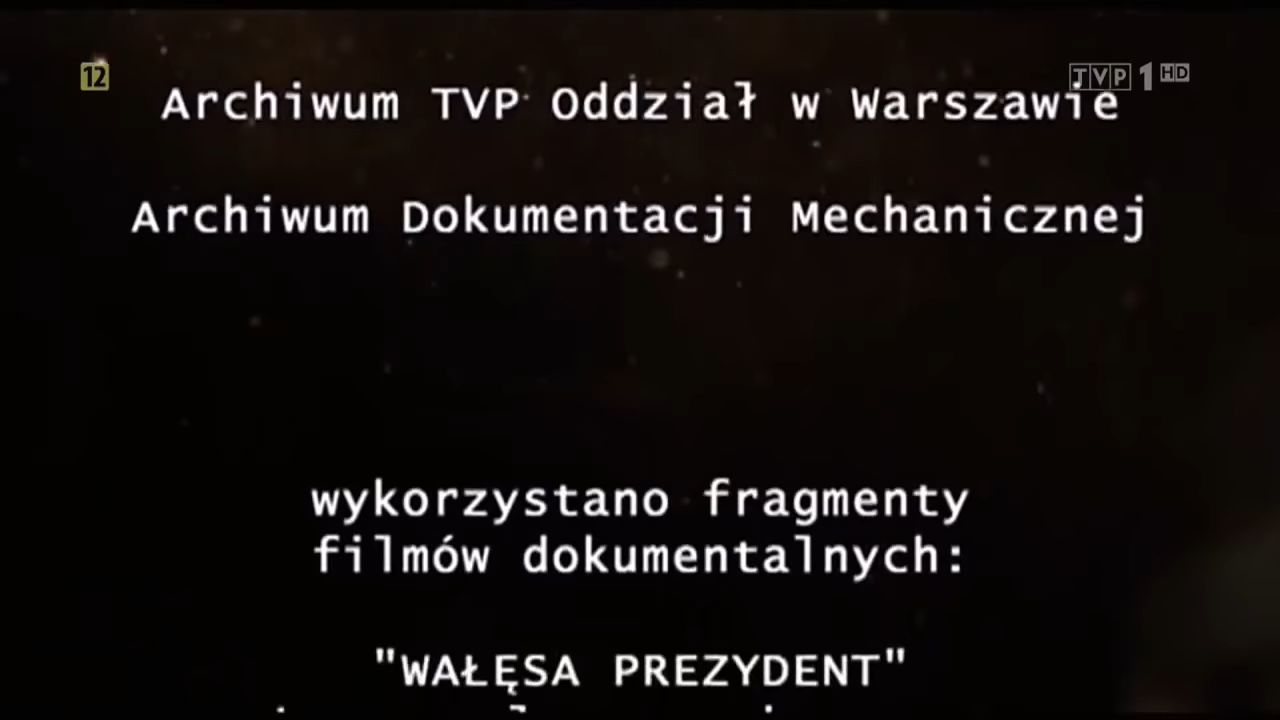 12
TVP 1 HD
Archiwum TVP Oddział w Warszawie
Archiwum Dokumentacji Mechanicznej
wykorzystano fragmenty
filmów dokumentalnych:
"WAŁĘSA PREZYDENT"